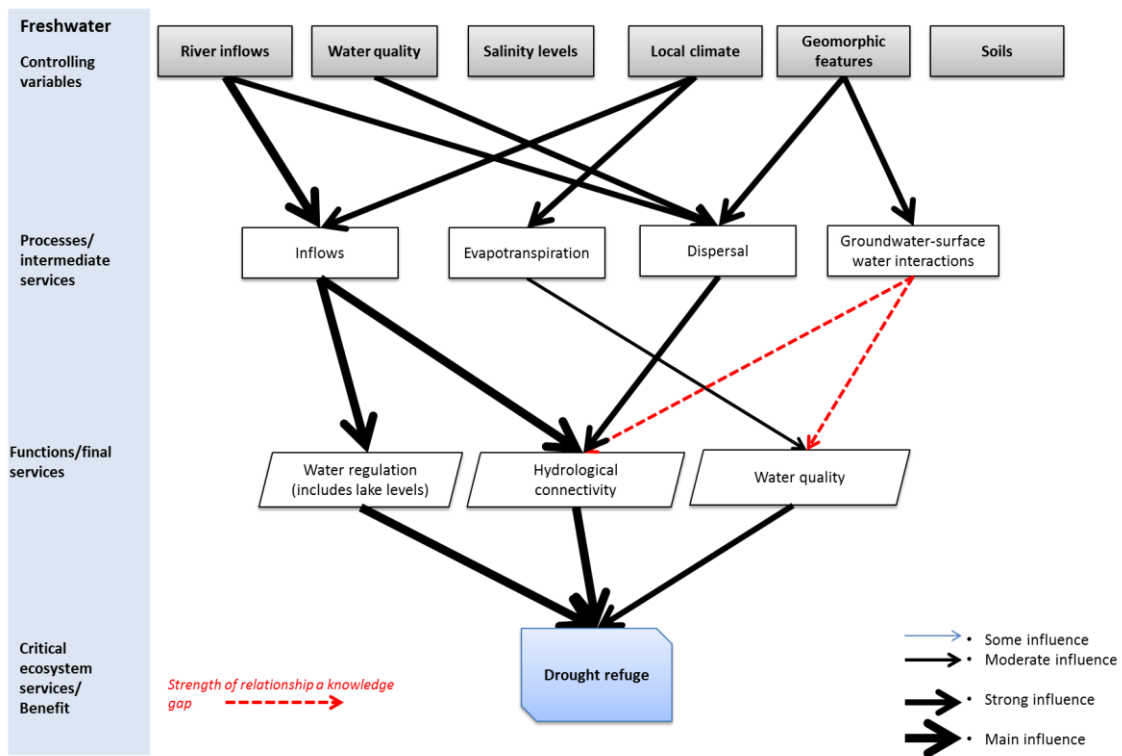 Freshwater
Controlling
variables
River inflows
Water quality
Salinity levels
Local climate
Geomorphic
features
Soils
Processes/
intermediate
services
Inflows
Evapotranspiration
Dispersal
Groundwater-surface
water interactions
Functions/final
services
Water regulation
(includes lake levels)
Hydrological
connectivity
Water quality
Critical
ecosystem
services/
Benefit
Drought refuge
Strength of relationship a knowledge
gap
• Some influence
• Moderate influence
• Strong influence
• Main influence